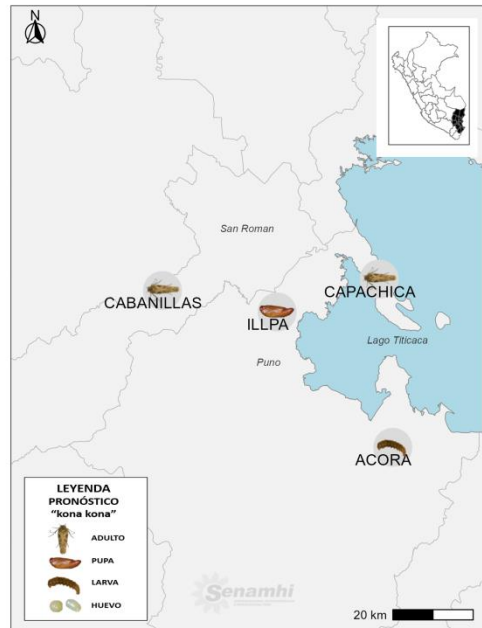 N
San Roman
CABANILLAS
CAPACHICA
ILLPA
Lago Titicaca
Puno
ACORA
LEYENDA
PRONÓSTICO
"kona kona"
ADULTO
PUPA
LARVA
HUEVO
Senamhi
20 km